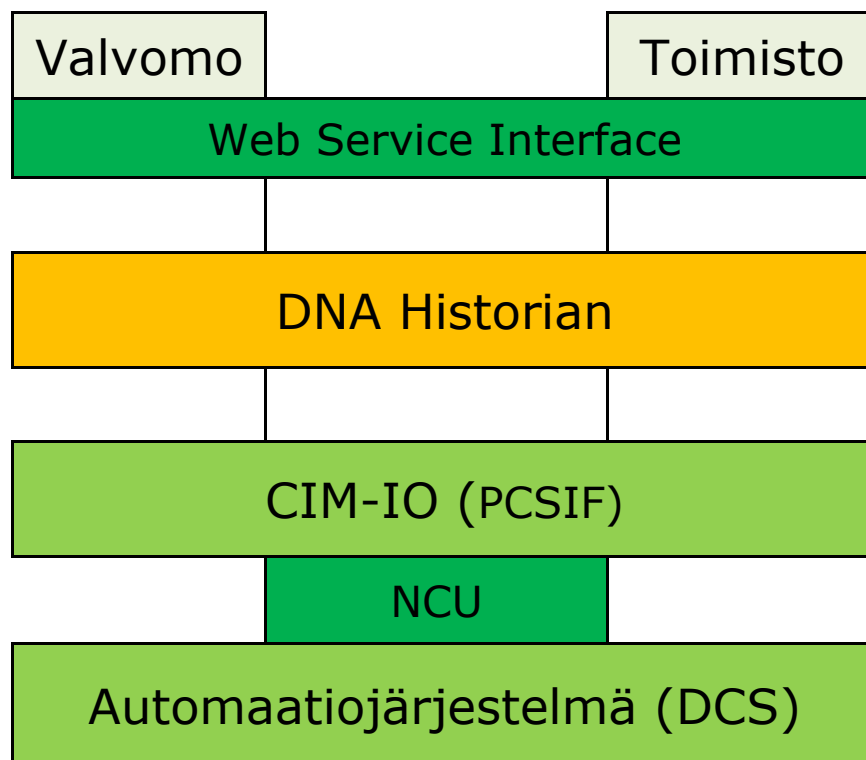 Valvomo
Toimisto
Web Service Interface
DNA Historian
CIM-IO (PCSIF)
NCU
Automaatiojärjestelmä (DCS)